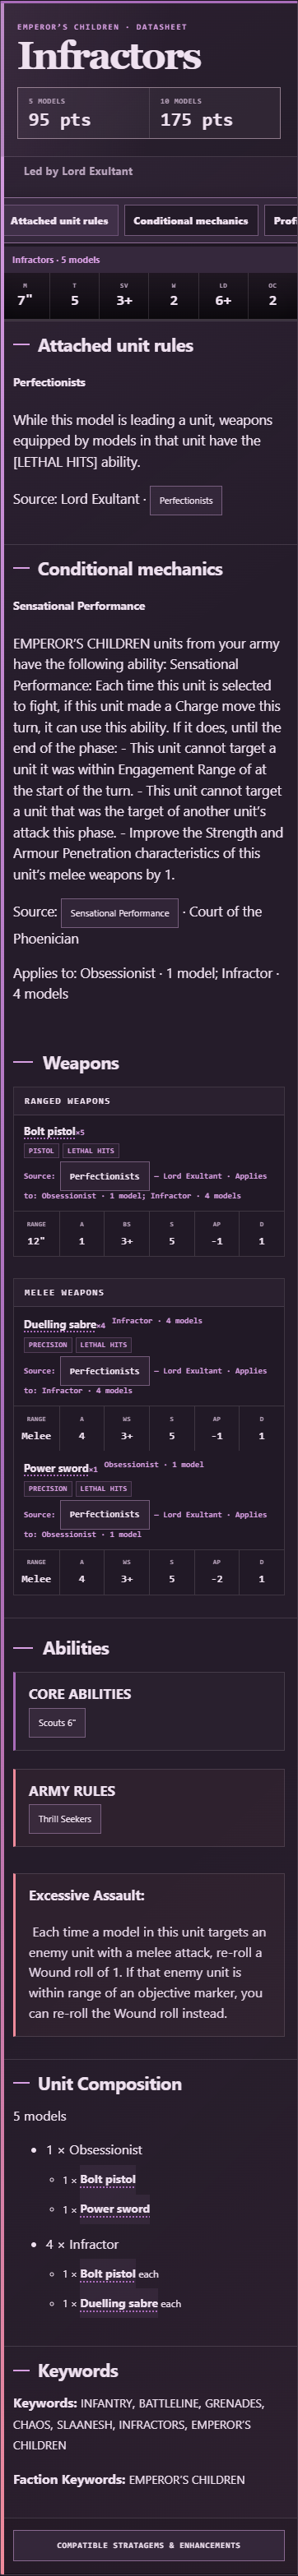 EMPEROR'S CHILDREN · DATASHEET
Infractors
5 MODELS
95 pts
10 MODELS
175 pts
Led by Lord Exultant
Attached unit rules
Conditional mechanics
Profi
Infractors · 5 models
M
T
SV
W
LD
OC
7"
5
3+
2
6+
2
Attached unit rules
Perfectionists
While this model is leading a unit, weapons
equipped by models in that unit have the
[LETHAL HITS] ability.
Source: Lord Exultant · Perfectionists
Conditional mechanics
Sensational Performance
EMPEROR'S CHILDREN units from your army
have the following ability: Sensational
Performance: Each time this unit is selected
to fight, if this unit made a Charge move this
turn, it can use this ability. If it does, until the
end of the phase: - This unit cannot target a
unit it was within Engagement Range of at
the start of the turn. - This unit cannot target
a unit that was the target of another unit's
attack this phase. - Improve the Strength and
Armour Penetration characteristics of this
unit's melee weapons by 1.
Source: Sensational Performance · Court of the
Phoenician
Applies to: Obsessionist · 1 model; Infractor ·
4 models
Weapons
RANGED WEAPONS
Bolt pistol×5
PISTOL LETHAL HITS
Source: Perfectionists — Lord Exultant · Applies
to: Obsessionist · 1 model; Infractor · 4 models
RANGE
A
BS
S
AP
D
12"
1
3+
5
-1
1
MELEE WEAPONS
Duelling sabre×4 Infractor · 4 models
PRECISION LETHAL HITS
Source: Perfectionists — Lord Exultant · Applies
to: Infractor · 4 models
RANGE
A
WS
S
AP
D
Melee
4
3+
5
-1
1
Power sword×1 Obsessionist · 1 model
PRECISION LETHAL HITS
Source: Perfectionists — Lord Exultant · Applies
to: Obsessionist · 1 model
RANGE
A
WS
S
AP
D
Melee
4
3+
5
-2
1
Abilities
CORE ABILITIES
Scouts 6"
ARMY RULES
Thrill Seekers
Excessive Assault:
Each time a model in this unit targets an
enemy unit with a melee attack, re-roll a
Wound roll of 1. If that enemy unit is
within range of an objective marker, you
can re-roll the Wound roll instead.
Unit Composition
5 models
1 × Obsessionist
1 × Bolt pistol
1 × Power sword
4 × Infractor
1 × Bolt pistol each
1 × Duelling sabre each
Keywords
Keywords: INFANTRY, BATTLELINE, GRENADES,
CHAOS, SLAANESH, INFRACTORS, EMPEROR'S
CHILDREN
Faction Keywords: EMPEROR'S CHILDREN
COMPATIBLE STRATAGEMS & ENHANCEMENTS